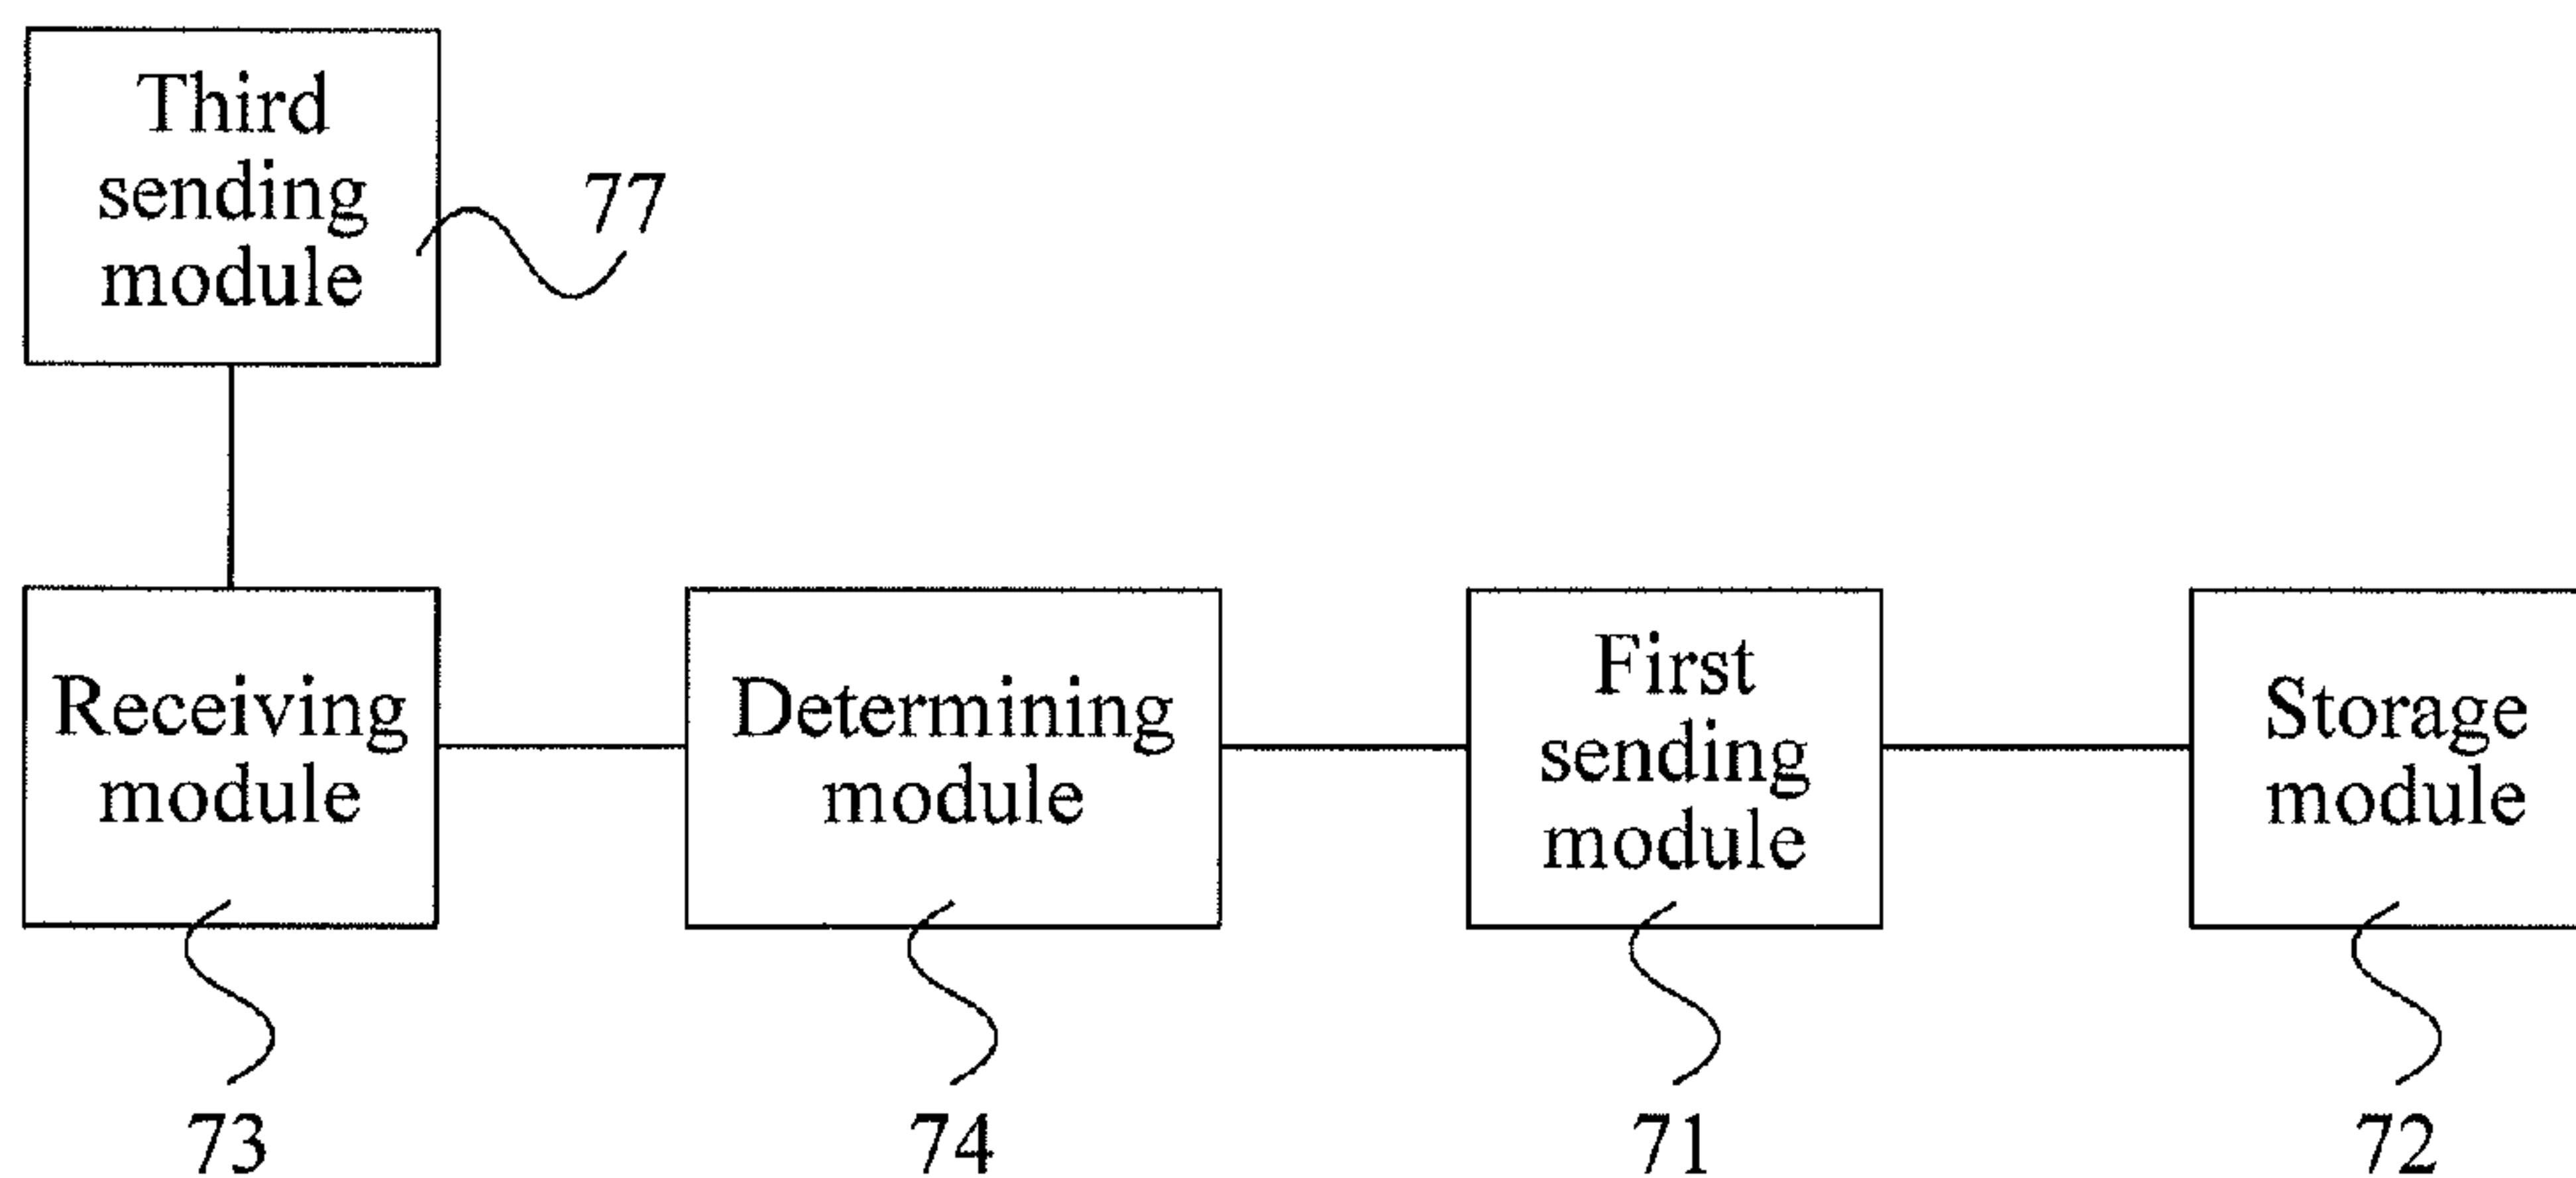 Third
sending
module
77
Receiving
module
Determining
module
First
sending
module
Storage
module
73
74
71
72